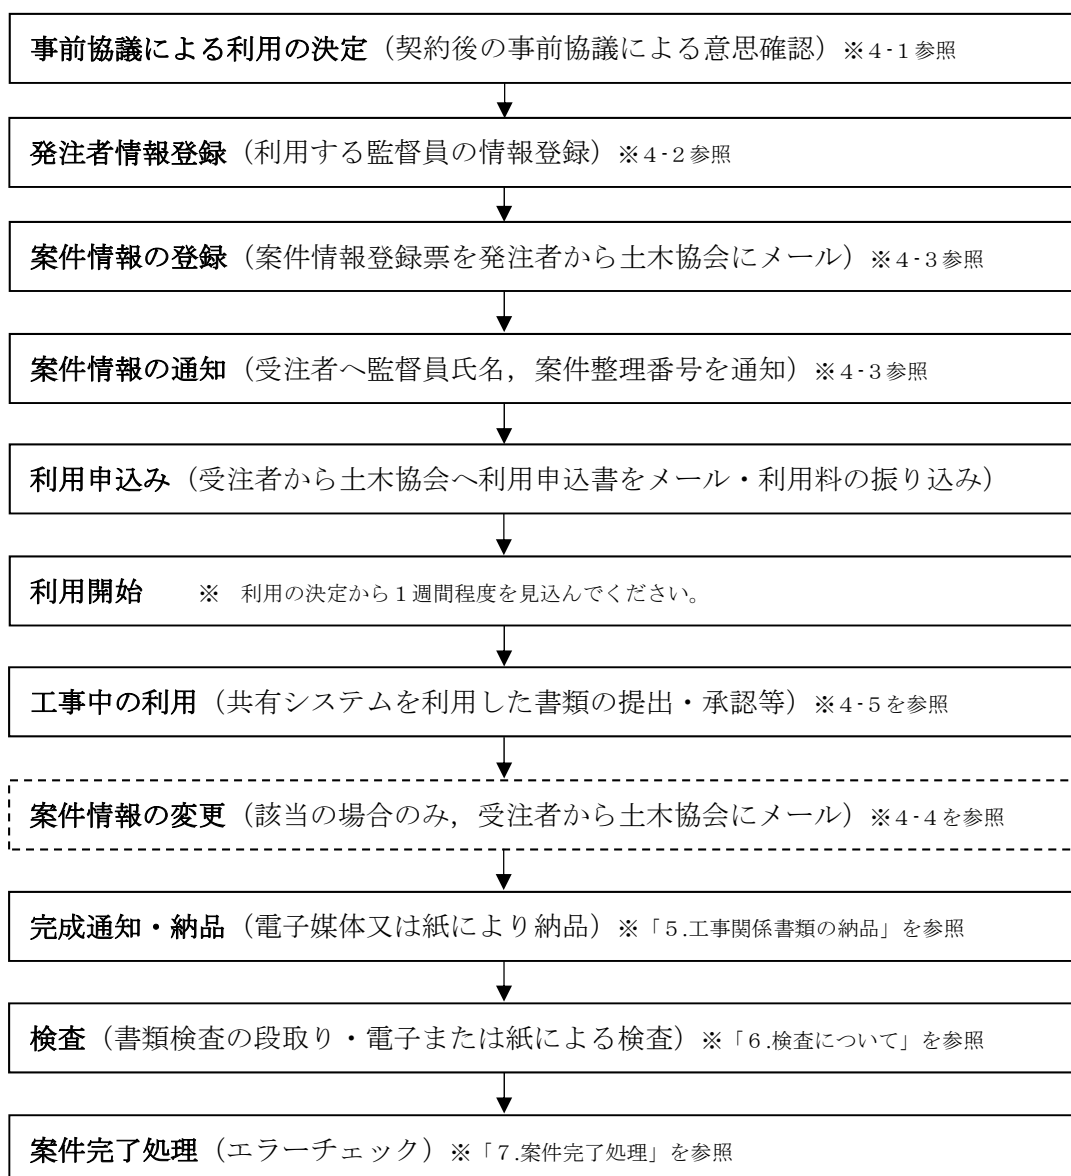 事前協議による利用の決定（契約後の事前協議による意思確認）※4-1参照
発注者情報登録（利用する監督員の情報登録）※4-2参照
案件情報の登録（案件情報登録票を発注者から土木協会にメール）※4-3参照
案件情報の通知（受注者へ監督員氏名，案件整理番号を通知）※4-3参照
利用申込み（受注者から土木協会へ利用申込書をメール・利用料の振り込み）
利用開始　　※　利用の決定から１週間程度を見込んでください。
工事中の利用（共有システムを利用した書類の提出・承認等）※4-5を参照
案件情報の変更（該当の場合のみ，受注者から土木協会にメール）※4-4を参照
完成通知・納品（電子媒体又は紙により納品）※「５.工事関係書類の納品」を参照
検査（書類検査の段取り・電子または紙による検査）※「６.検査について」を参照
案件完了処理（エラーチェック）※「７.案件完了処理」を参照